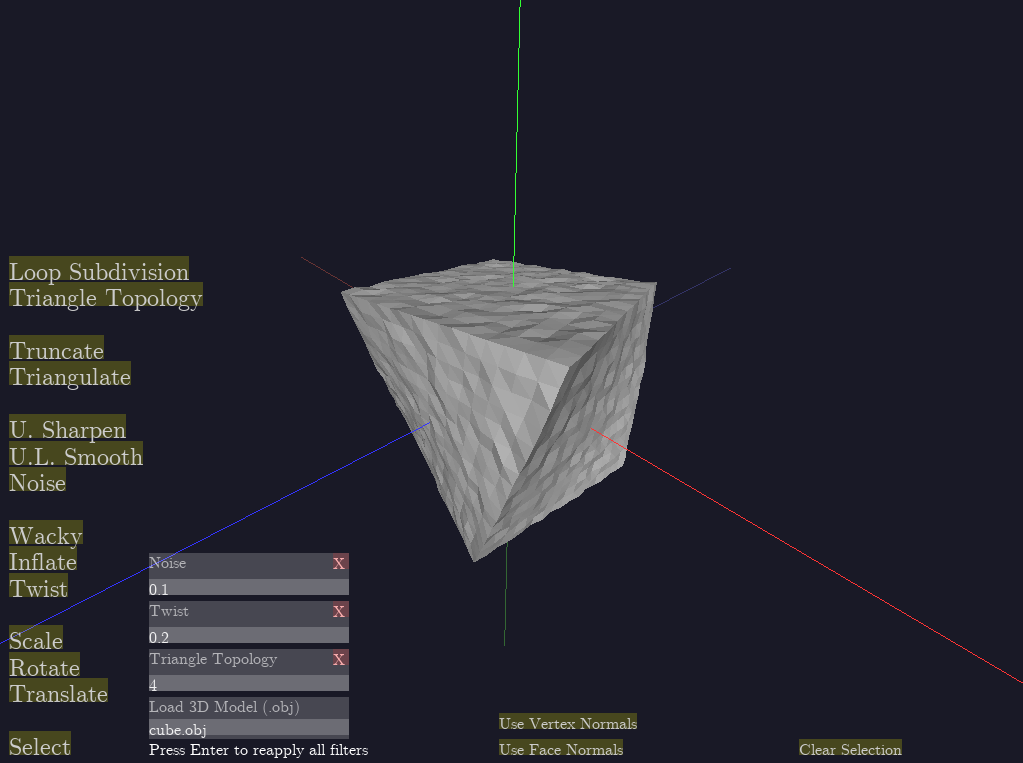 Loop Subdivision
Triangle Topology
Truncate
Triangulate
U. Sharpen
U.L. Smooth
Noise
Wacky
Inflate
Twist
Scale
Rotate
Translate
Select
Noise X
0.1
Twist X
0.2
Triangle Topology X
4
Load 3D Model (.obj)
cube.obj
Press Enter to reapply all filters
Use Vertex Normals
Use Face Normals
Clear Selection